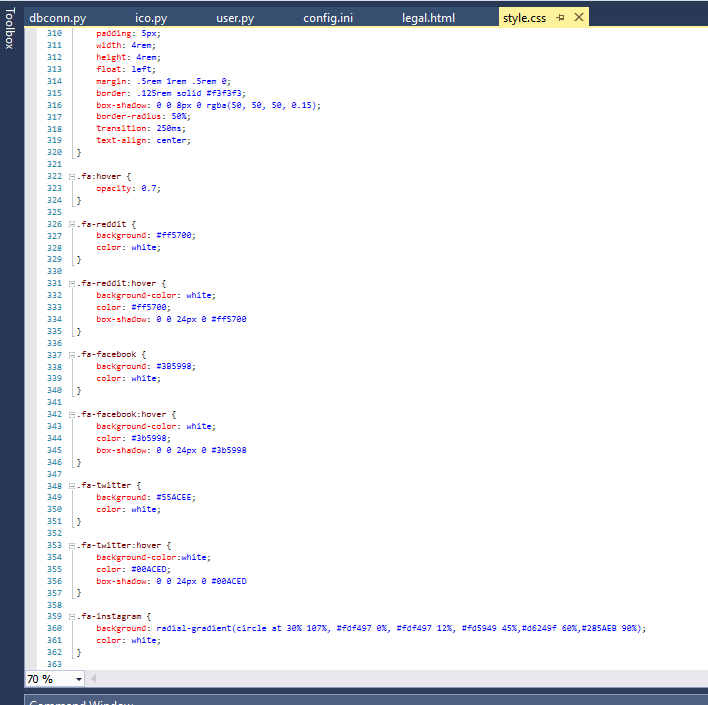 Toolbox
dbconn.py ico.py user.py config.ini legal.html style.css
310 padding: 5px;
311 width: 4rem;
312 height: 4rem;
313 float: left;
314 margin: .5rem 1rem .5rem 0;
315 border: .125rem solid #f3f3f3;
316 box-shadow: 0 0 8px 0 rgba(50, 50, 50, 0.15);
317 border-radius: 50%;
318 transition: 250ms;
319 text-align: center;
320 }
321
322 .fa:hover {
323 opacity: 0.7;
324 }
325
326 .fa-reddit {
327 background: #ff5700;
328 color: white;
329 }
330
331 .fa-reddit:hover {
332 background-color: white;
333 color: #ff5700;
334 box-shadow: 0 0 24px 0 #ff5700
335 }
336
337 .fa-facebook {
338 background: #3B5998;
339 color: white;
340 }
341
342 .fa-facebook:hover {
343 background-color: white;
344 color: #3b5998;
345 box-shadow: 0 0 24px 0 #3b5998
346 }
347
348 .fa-twitter {
349 background: #55ACEE;
350 color: white;
351 }
352
353 .fa-twitter:hover {
354 background-color:white;
355 color: #00ACED;
356 box-shadow: 0 0 24px 0 #00ACED
357 }
358
359 .fa-instagram {
360 background: radial-gradient(circle at 30% 107%, #fdf497 0%, #fdf497 12%, #fd5949 45%,#d6249f 60%,#285AEB 90%);
361 color: white;
362 }
363
70 %
Command Window